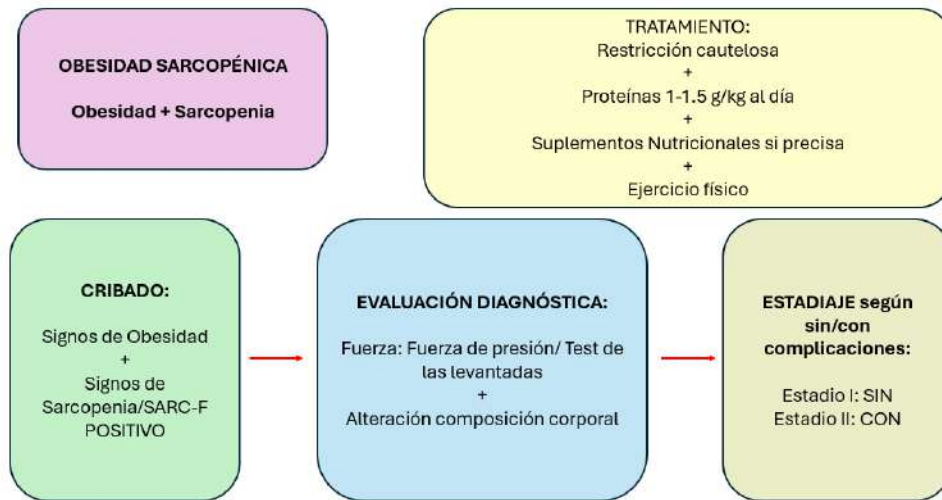 OBESIDAD SARCOPÉNICA
Obesidad + Sarcopenia
TRATAMIENTO:
Restricción cautelosa
+
Proteínas 1-1.5 g/kg al día
+
Suplementos Nutricionales si precisa
+
Ejercicio físico
CRIBADO:
Signos de Obesidad
+
Signos de
Sarcopenia/SARC-F
POSITIVO
EVALUACIÓN DIAGNÓSTICA:
Fuerza: Fuerza de presión/ Test de
las levantadas
+
Alteración composición corporal
ESTADIAJE según
sin/con
complicaciones:
Estadio I: SIN
Estadio II: CON